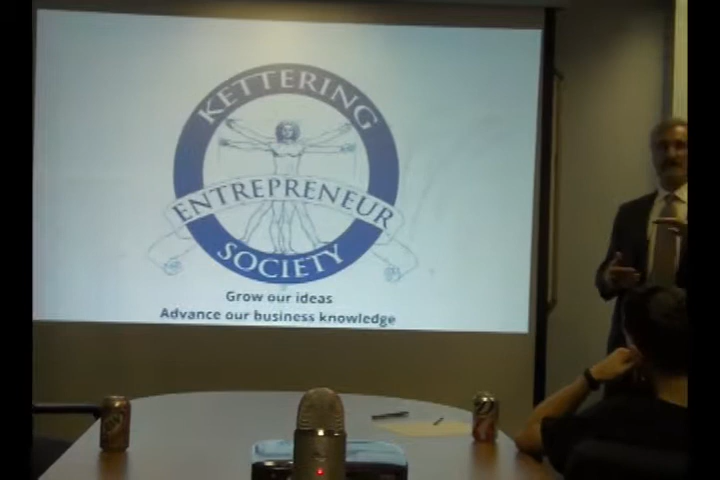 KETTERING
ENTREPRENEUR
SOCIETY
Grow our ideas
Advance our business knowledge